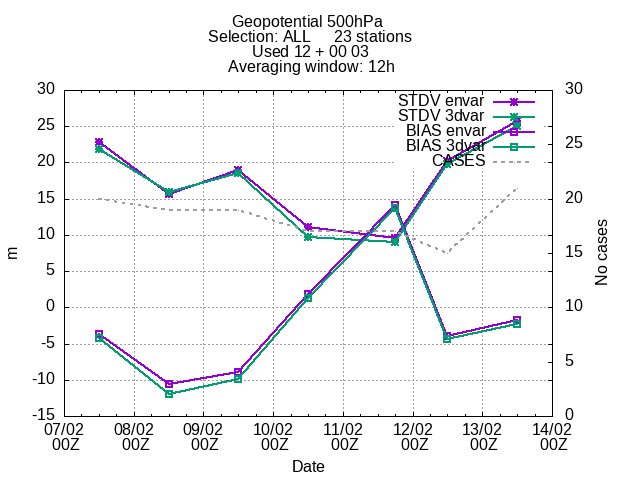 Geopotential 500hPa
Selection: ALL 23 stations
Used 12 + 00 03
Averaging window: 12h
STDV envar
STDV 3dvar
BIAS envar
BIAS 3dvar
CASES
30
25
20
15
10
5
0
-5
-10
-15
m
30
25
20
15
10
5
0
No cases
07/02 08/02 09/02 10/02 11/02 12/02 13/02 14/02
00Z 00Z 00Z 00Z 00Z 00Z 00Z 00Z
Date